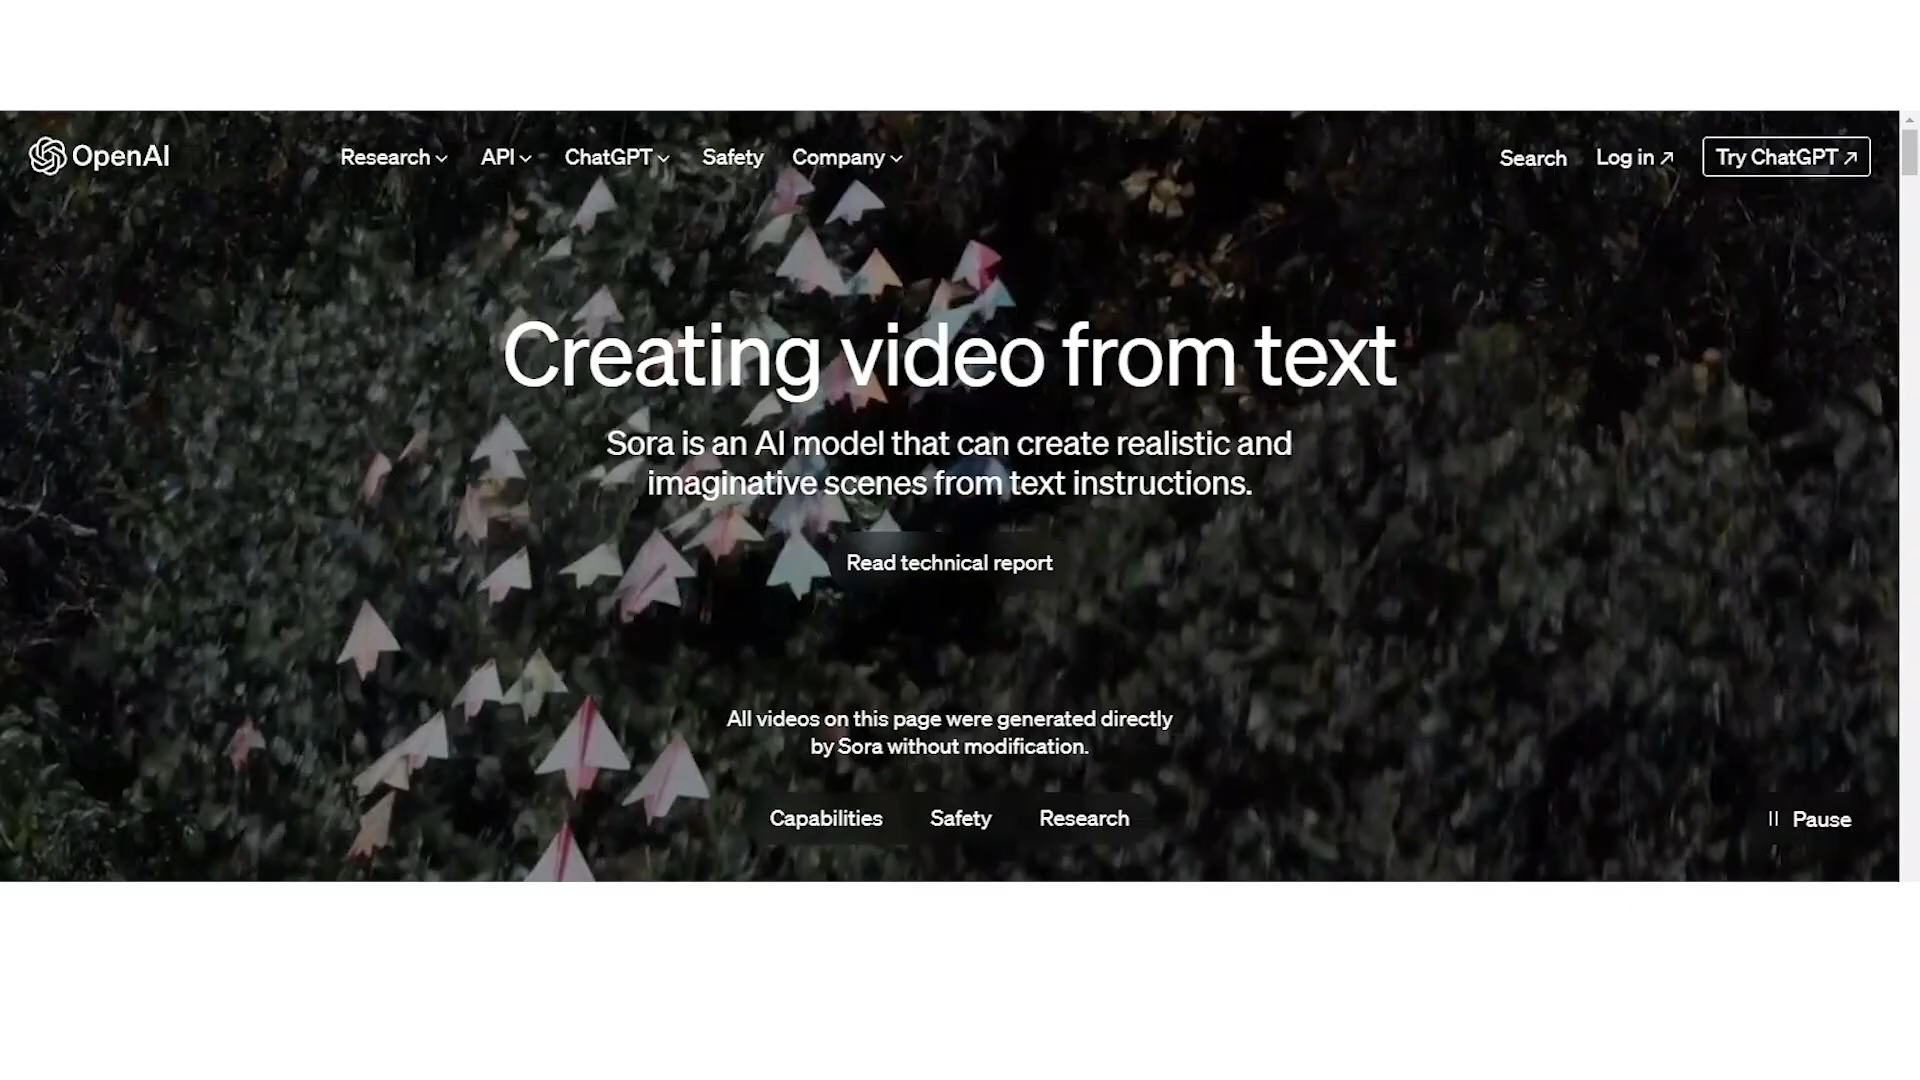 OpenAI
Research API ChatGPT Safety Company
Search Log in Try ChatGPT
Creating video from text
Sora is an AI model that can create realistic and
imaginative scenes from text instructions.
Read technical report
All videos on this page were generated directly
by Sora without modification.
Capabilities Safety Research
Pause